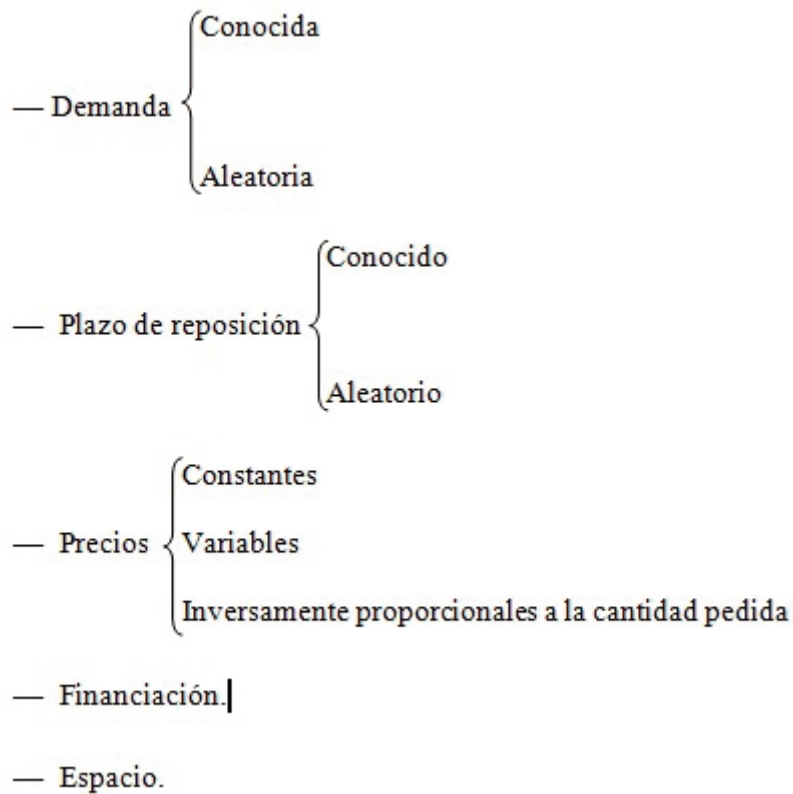 Conocida
— Demanda
Aleatoria
Conocido
— Plazo de reposición
Aleatorio
Constantes
— Precios Variables
Inversamente proporcionales a la cantidad pedida
— Financiación.
— Espacio.